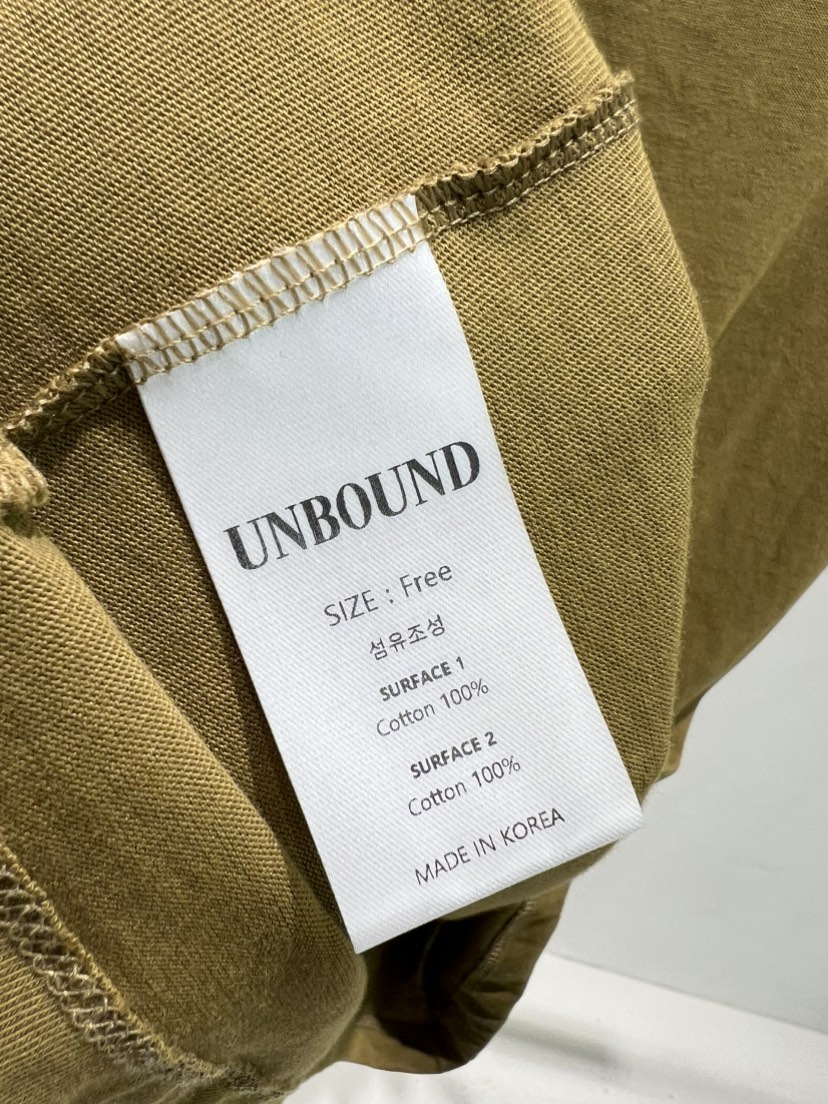 UNBOUND
SIZE : Free
섬유조성
SURFACE 1
Cotton 100%
SURFACE 2
Cotton 100%
MADE IN KOREA